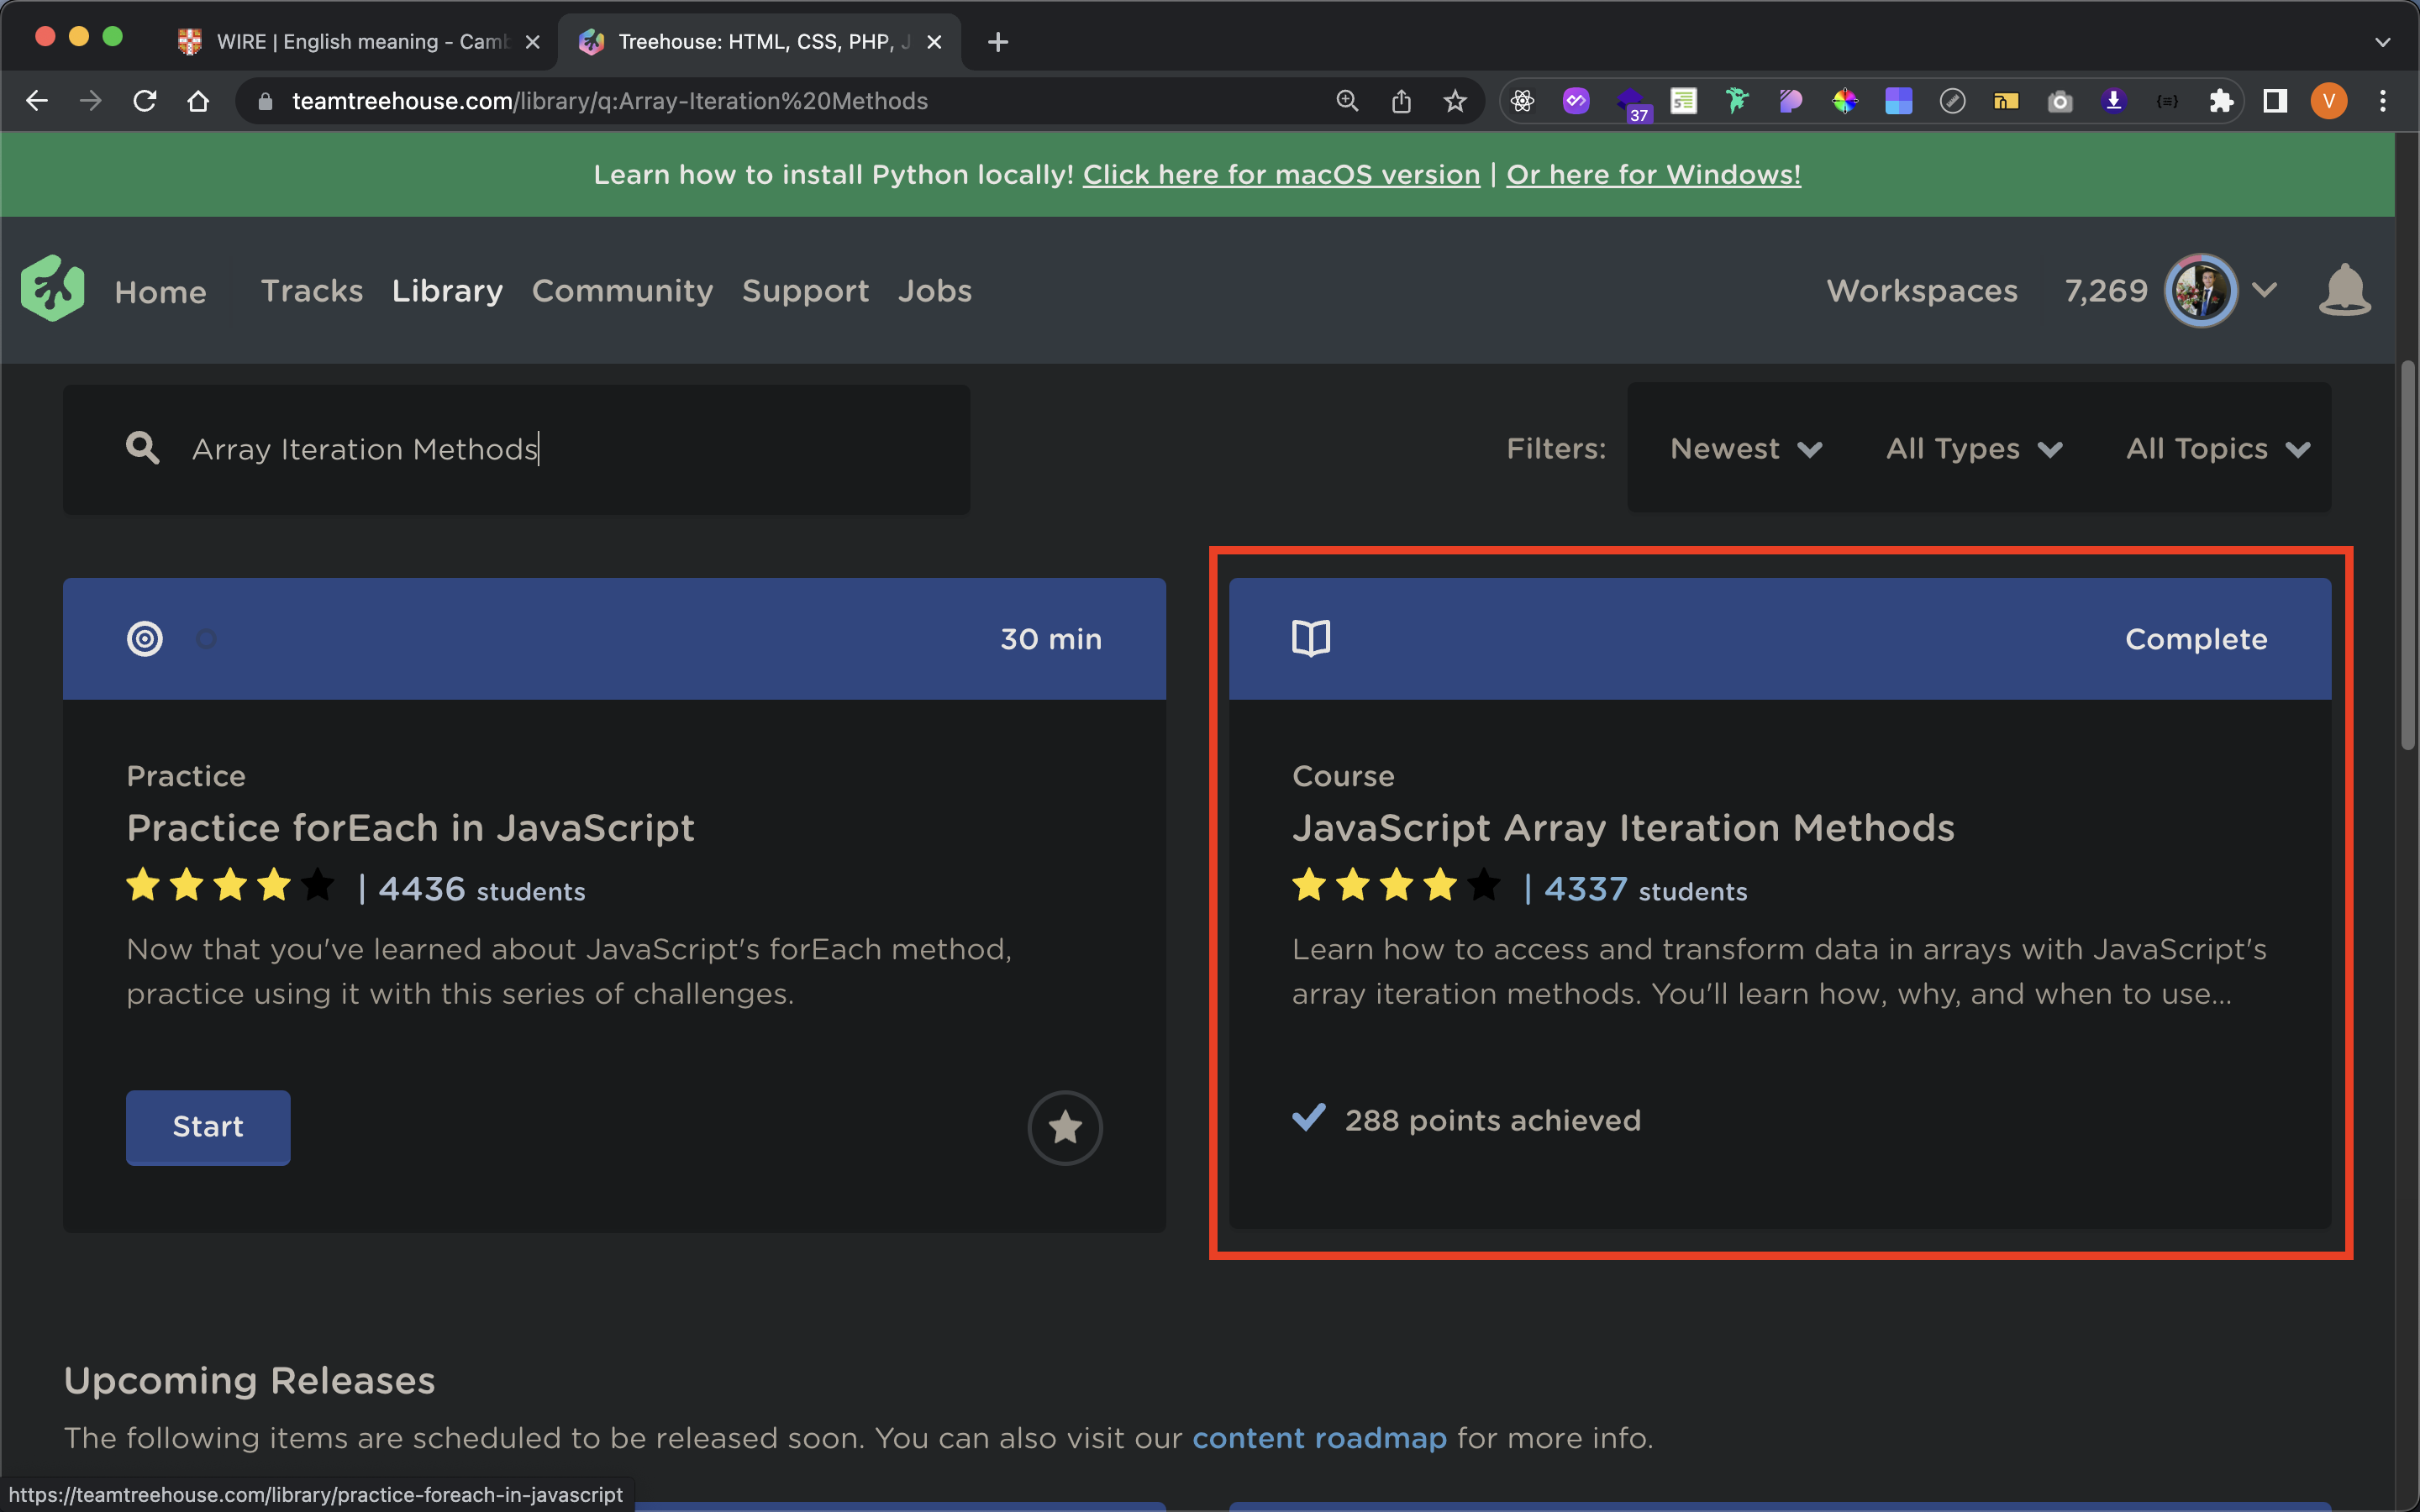 WIRE | English meaning - Camb
Treehouse: HTML, CSS, PHP, J
teamtreehouse.com/library/q:Array-Iteration%20Methods
37
{≡}
V
Learn how to install Python locally! Click here for macOS version | Or here for Windows!
Home
Tracks
Library
Community
Support
Jobs
Workspaces
7,269
Array Iteration Methods
Filters:
Newest
All Types
All Topics
30 min
Practice
Practice forEach in JavaScript
| 4436 students
Now that you've learned about JavaScript's forEach method,
practice using it with this series of challenges.
Start
Complete
Course
JavaScript Array Iteration Methods
| 4337 students
Learn how to access and transform data in arrays with JavaScript's
array iteration methods. You'll learn how, why, and when to use...
288 points achieved
Upcoming Releases
The following items are scheduled to be released soon. You can also visit our content roadmap for more info.
https://teamtreehouse.com/library/practice-foreach-in-javascript